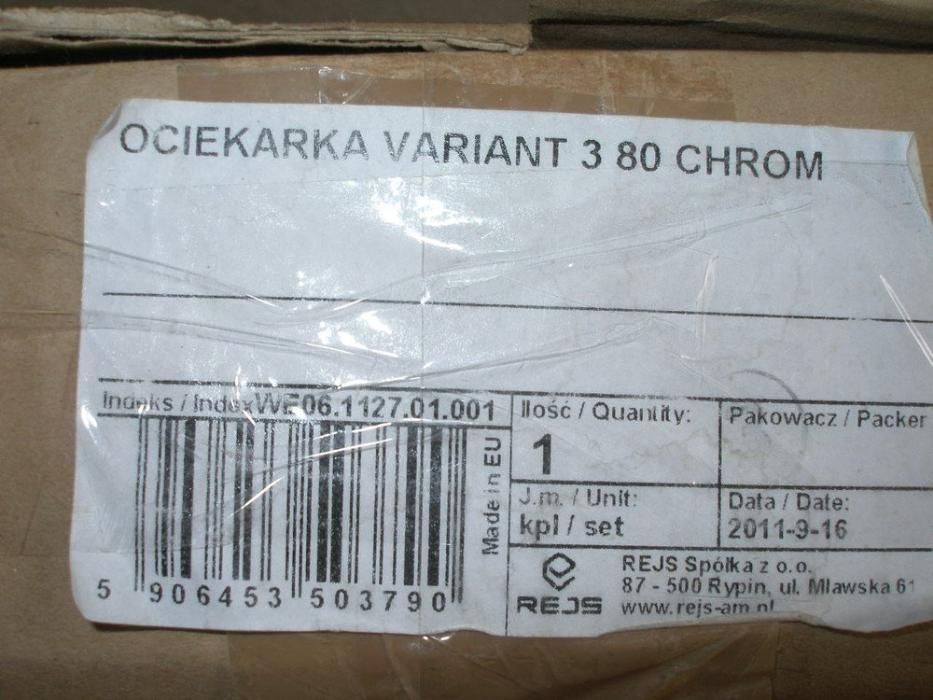 OCIEKARKA VARIANT 3 80 CHROM
Indeks / Index WE06.1127.01.001
Ilość / Quantity:
1
Pakowacz / Packer
J.m. / Unit:
kpl / set
Data / Date:
2011-9-16
Made in EU
5 906453 503790
REJS
REJS Spółka z o.o.
87 - 500 Rypin, ul. Mławska 61
www.rejs-am.pl